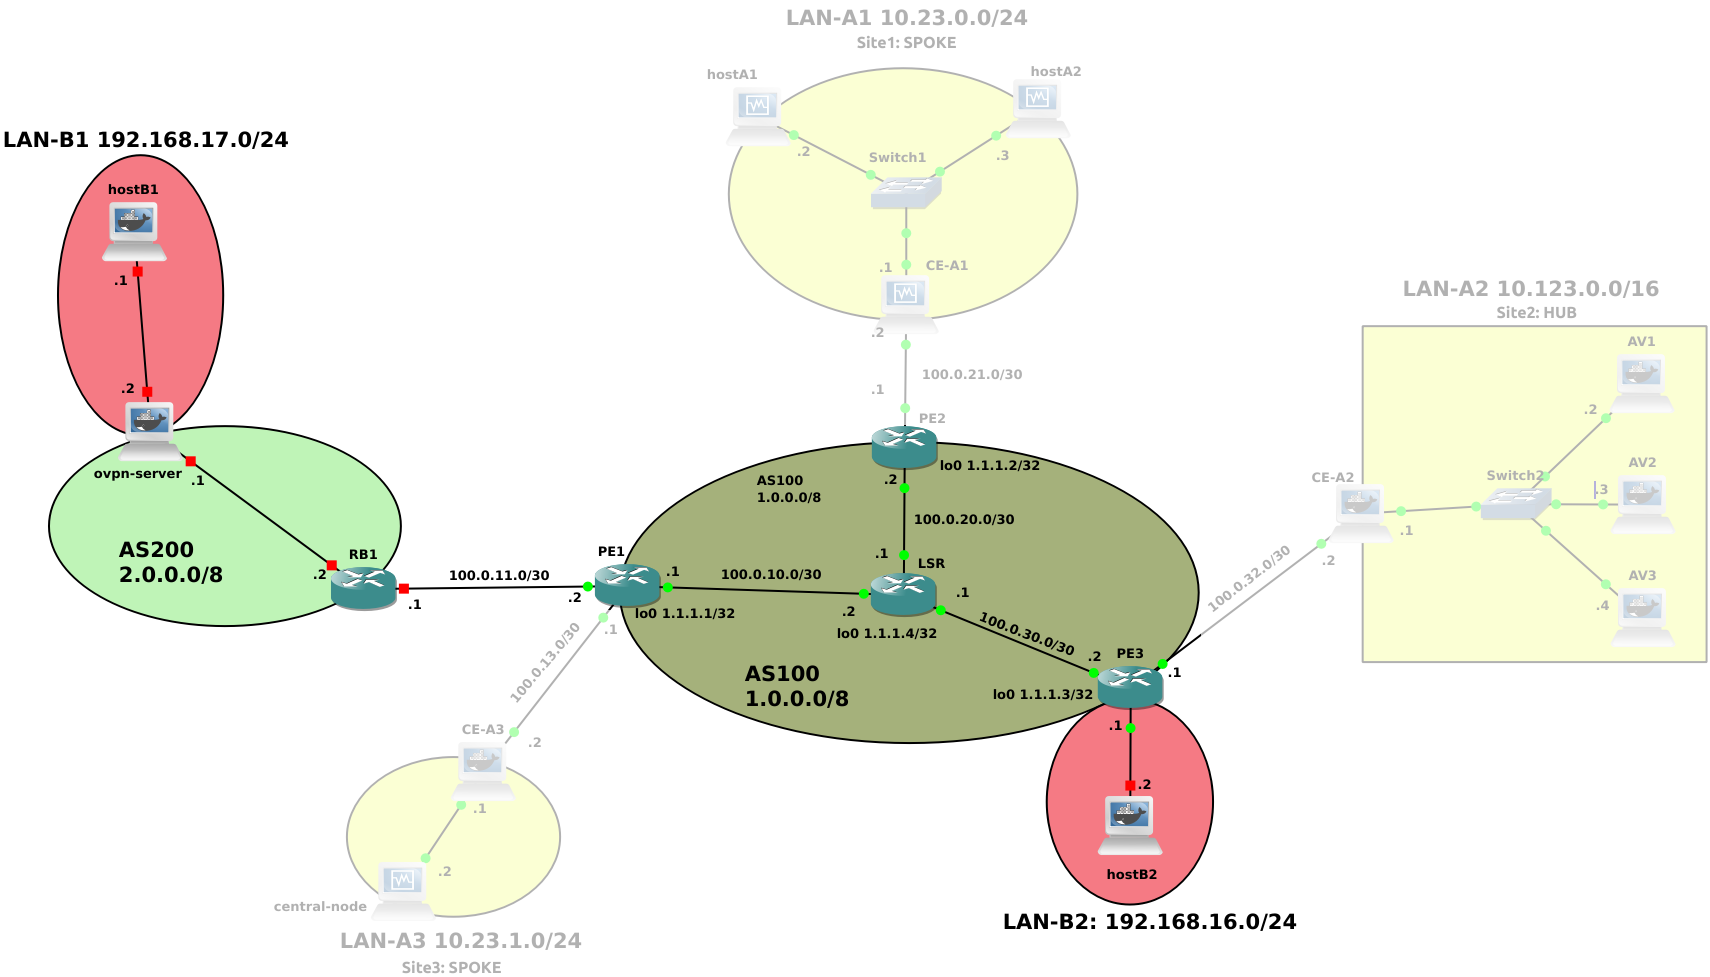 LAN-A1 10.23.0.0/24
Site1: SPOKE
hostA1
hostA2
.2
.3
Switch1
.1
CE-A1
.2
100.0.21.0/30
.1
PE2
lo0 1.1.1.2/32
.2
LAN-B1 192.168.17.0/24
hostB1
.1
.2
ovpn-server
.1
AS200
2.0.0.0/8
RB1
.2
.1
100.0.11.0/30
PE1
.2
.1
lo0 1.1.1.1/32
.1
AS100
1.0.0.0/8
100.0.20.0/30
.1
LSR
100.0.10.0/30
.2
.1
lo0 1.1.1.4/32
100.0.30.0/30
AS100
1.0.0.0/8
.2
PE3
lo0 1.1.1.3/32
.1
.1
.2
hostB2
LAN-B2: 192.168.16.0/24
100.0.32.0/30
LAN-A2 10.123.0.0/16
Site2: HUB
CE-A2
.2
.1
Switch2
AV1
.2
AV2
.3
AV3
.4
100.0.13.0/30
CE-A3
.2
.1
.2
central-node
LAN-A3 10.23.1.0/24
Site3: SPOKE